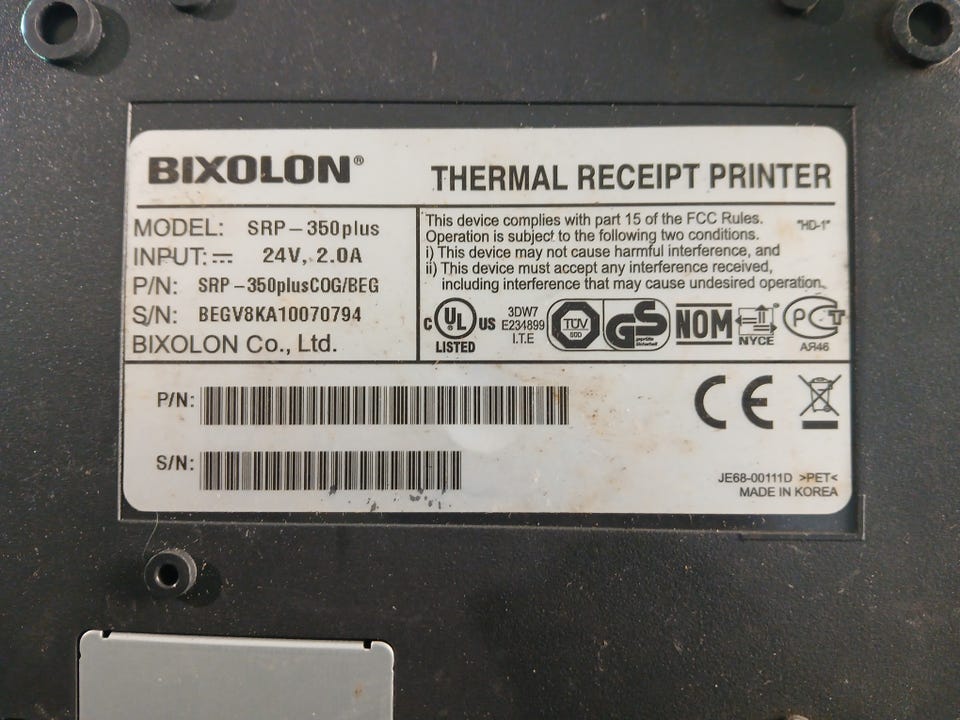 BIXOLON®
THERMAL RECEIPT PRINTER
MODEL: SRP-350plus
INPUT: 24V, 2.0A
P/N: SRP-350plusCOG/BEG
S/N: BEGV8KA10070794
BIXOLON Co., Ltd.
This device complies with part 15 of the FCC Rules.
"HD-1"
Operation is subject to the following two conditions.
i) This device may not cause harmful interference, and
ii) This device must accept any interference received,
including interference that may cause undesired operation.
C UL US
LISTED
3DW7
E234899
I.T.E
TÜV
GS
geprüfte
Sicherheit
NOM
NYCE
PCT
АЯ46
P/N:
CE
S/N:
JE68-00111D >PET<
MADE IN KOREA